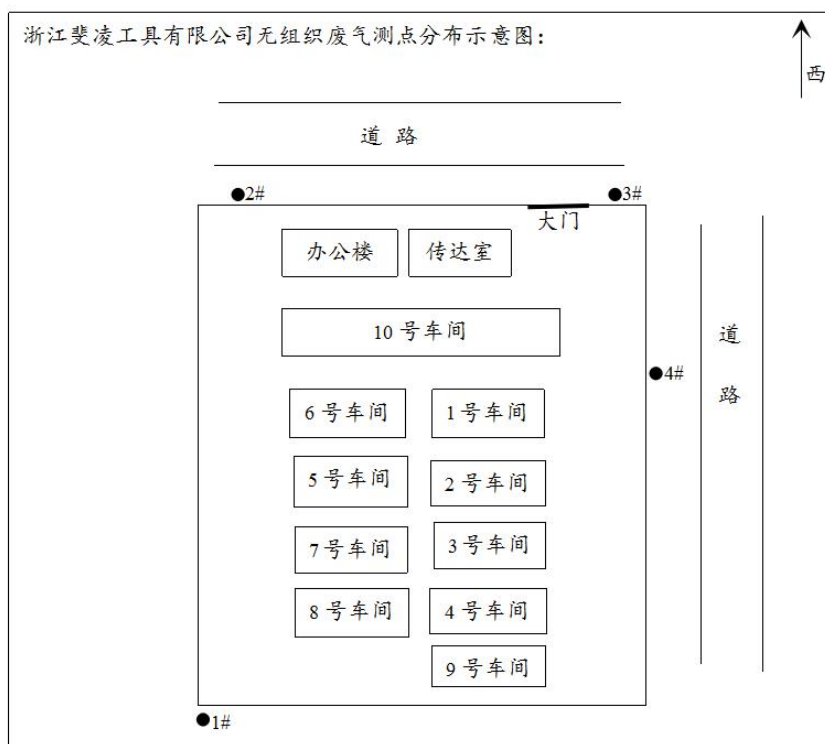 浙江斐凌工具有限公司无组织废气测点分布示意图：
西
道 路
2#
3#
大门
办公楼
传达室
10 号车间
道
路
4#
6 号车间
1 号车间
5 号车间
2 号车间
7 号车间
3 号车间
8 号车间
4 号车间
9 号车间
1#